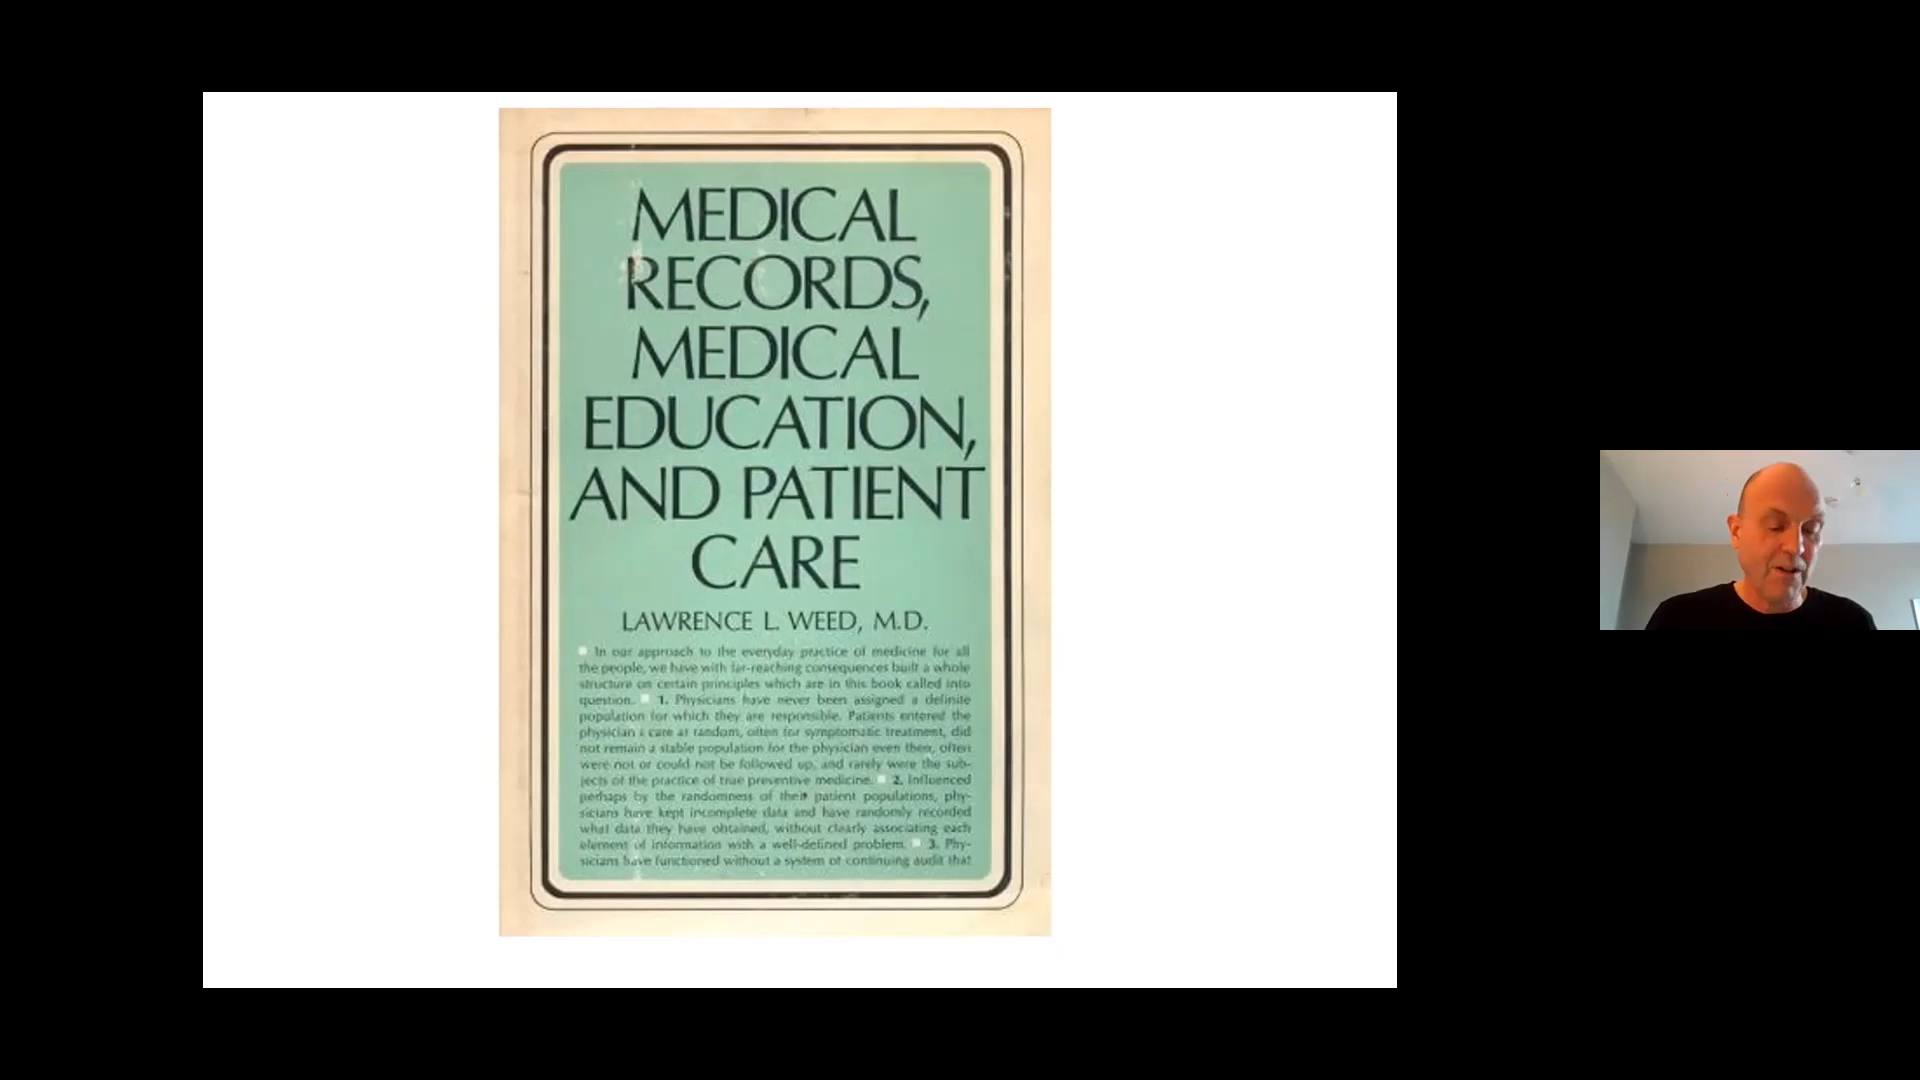 MEDICAL
RECORDS,
MEDICAL
EDUCATION,
AND PATIENT
CARE
LAWRENCE L. WEED, M.D.
In our approach to the everyday practice of medicine for all
the people, we have with far-reaching consequences built a whole
structure on certain principles which are in this book called into
question. 1. Physicians have never been assigned a definite
population for which they are responsible. Patients entered the
physician's care at random, often for symptomatic treatment, did
not remain a stable population for the physician even then, often
were not or could not be followed up, and rarely were the sub-
jects of the practice of true preventive medicine. 2. Influenced
perhaps by the randomness of their patient populations, phy-
sicians have kept incomplete data and have randomly recorded
what data they have obtained, without clearly associating each
element of information with a well-defined problem. 3. Phy-
sicians have functioned without a system of continuing audit that